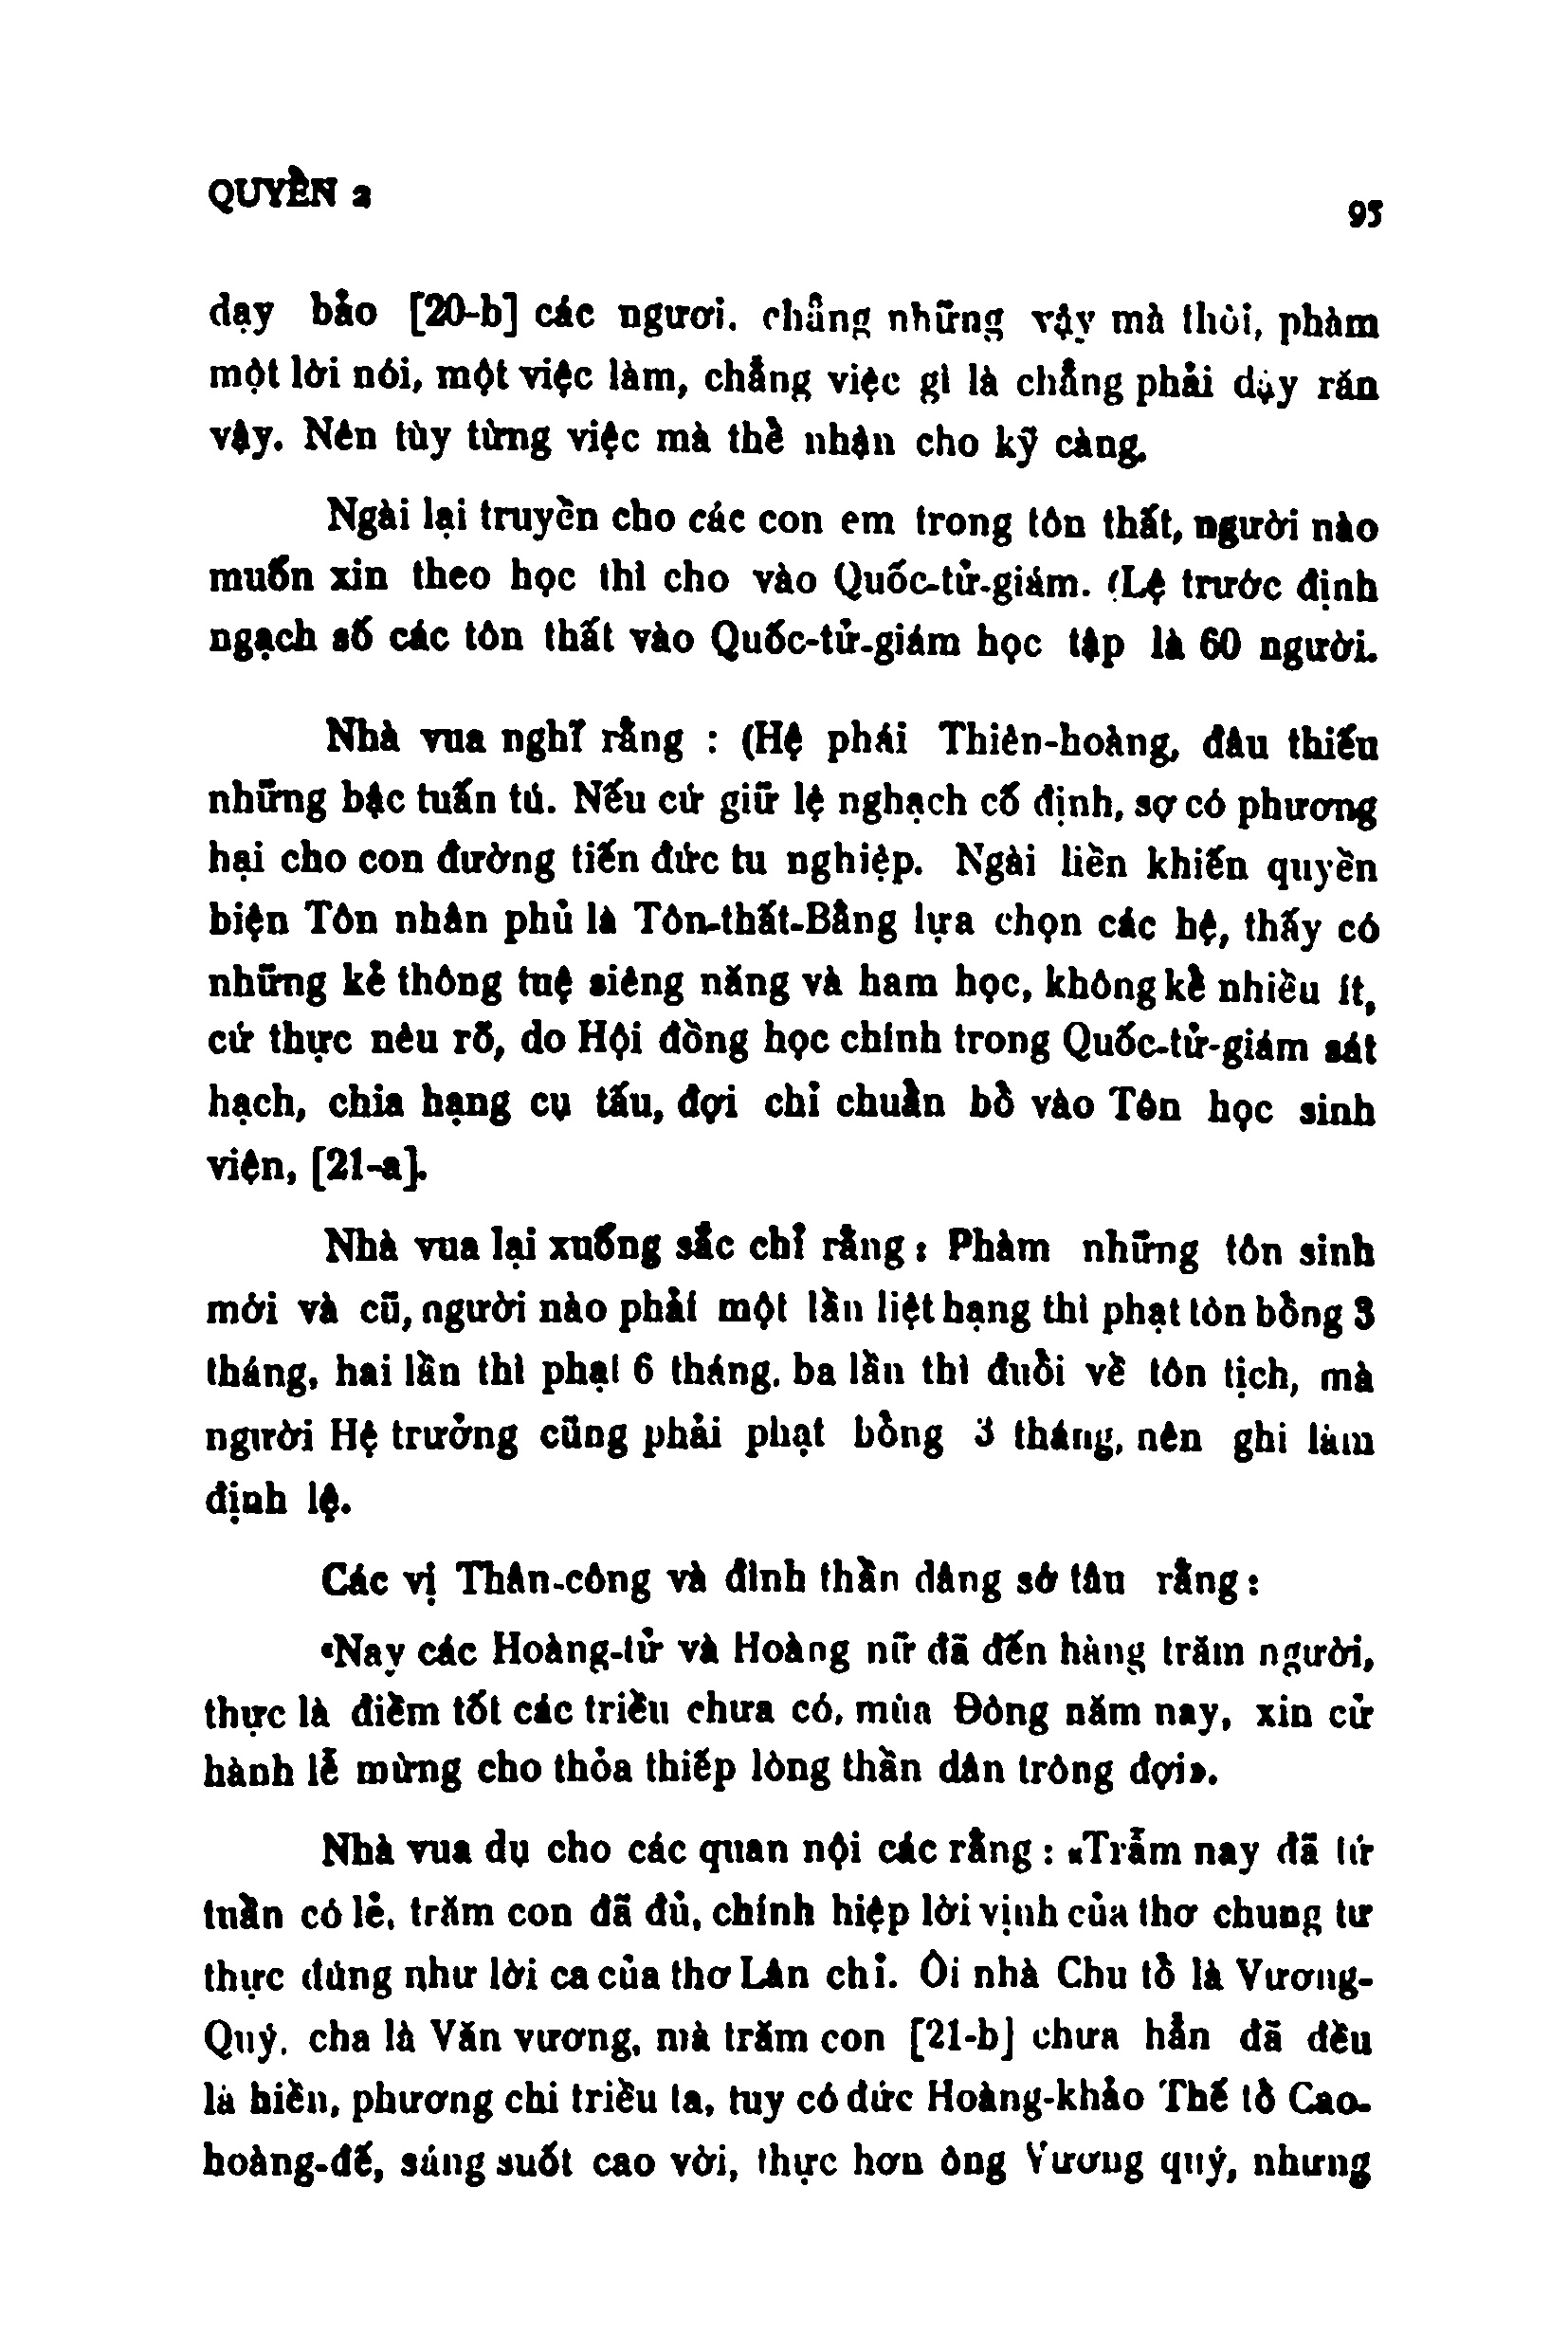 QUYỂN 2
95
dạy bảo [20-b] các ngươi. chẳng những vậy mà thôi, phàm
một lời nói, một việc làm, chẳng việc gì là chẳng phải dạy răn
vậy. Nên tùy từng việc mà thể nhận cho kỹ càng.
Ngài lại truyền cho các con em trong tôn thất, người nào
muốn xin theo học thì cho vào Quốc-tử-giám. (Lệ trước định
ngạch số các tôn thất vào Quốc-tử-giám học tập là 60 người.
Nhà vua nghĩ rằng : (Hệ phái Thiên-hoàng, đâu thiếu
những bậc tuấn tú. Nếu cứ giữ lệ nghạch cố định, sợ có phương
hại cho con đường tiến đức tu nghiệp. Ngài liền khiến quyền
biện Tôn nhân phủ là Tôn-thất-Bằng lựa chọn các hệ, thấy có
những kẻ thông tuệ siêng năng và ham học, không kể nhiều ít,
cứ thực nêu rõ, do Hội đồng học chính trong Quốc-tử-giám sát
hạch, chia hạng cụ tấu, đợi chỉ chuẩn bổ vào Tôn học sinh
viện, [21-a].
Nhà vua lại xuống sắc chỉ rằng : Phàm những tôn sinh
mới và cũ, người nào phải một lần liệt hạng thì phạt tôn bổng 3
tháng, hai lần thì phạt 6 tháng. ba lần thì đuổi về tôn tịch, mà
người Hệ trưởng cũng phải phạt bổng 3 tháng, nên ghi làm
định lệ.
Các vị Thân-công và đình thần dâng sớ tâu rằng :
«Nay các Hoàng-tử và Hoàng nữ đã đến hàng trăm người,
thực là điềm tốt các triều chưa có, mùa Đông năm nay, xin cử
hành lễ mừng cho thỏa thiếp lòng thần dân trông đợi».
Nhà vua dụ cho các quan nội các rằng : «Trẫm nay đã tứ
tuần có lẻ, trăm con đã đủ, chính hiệp lời vịnh của thơ chung tư
thực đúng như lời ca của thơ Lân chỉ. Ôi nhà Chu tổ là Vương-
Quý, cha là Văn vương, mà trăm con [21-b] chưa hẳn đã đều
là hiền, phương chi triều ta, tuy có đức Hoàng-khảo Thế tổ Cao-
hoàng-đế, sáng suốt cao vời, thực hơn ông Vương quý, nhưng